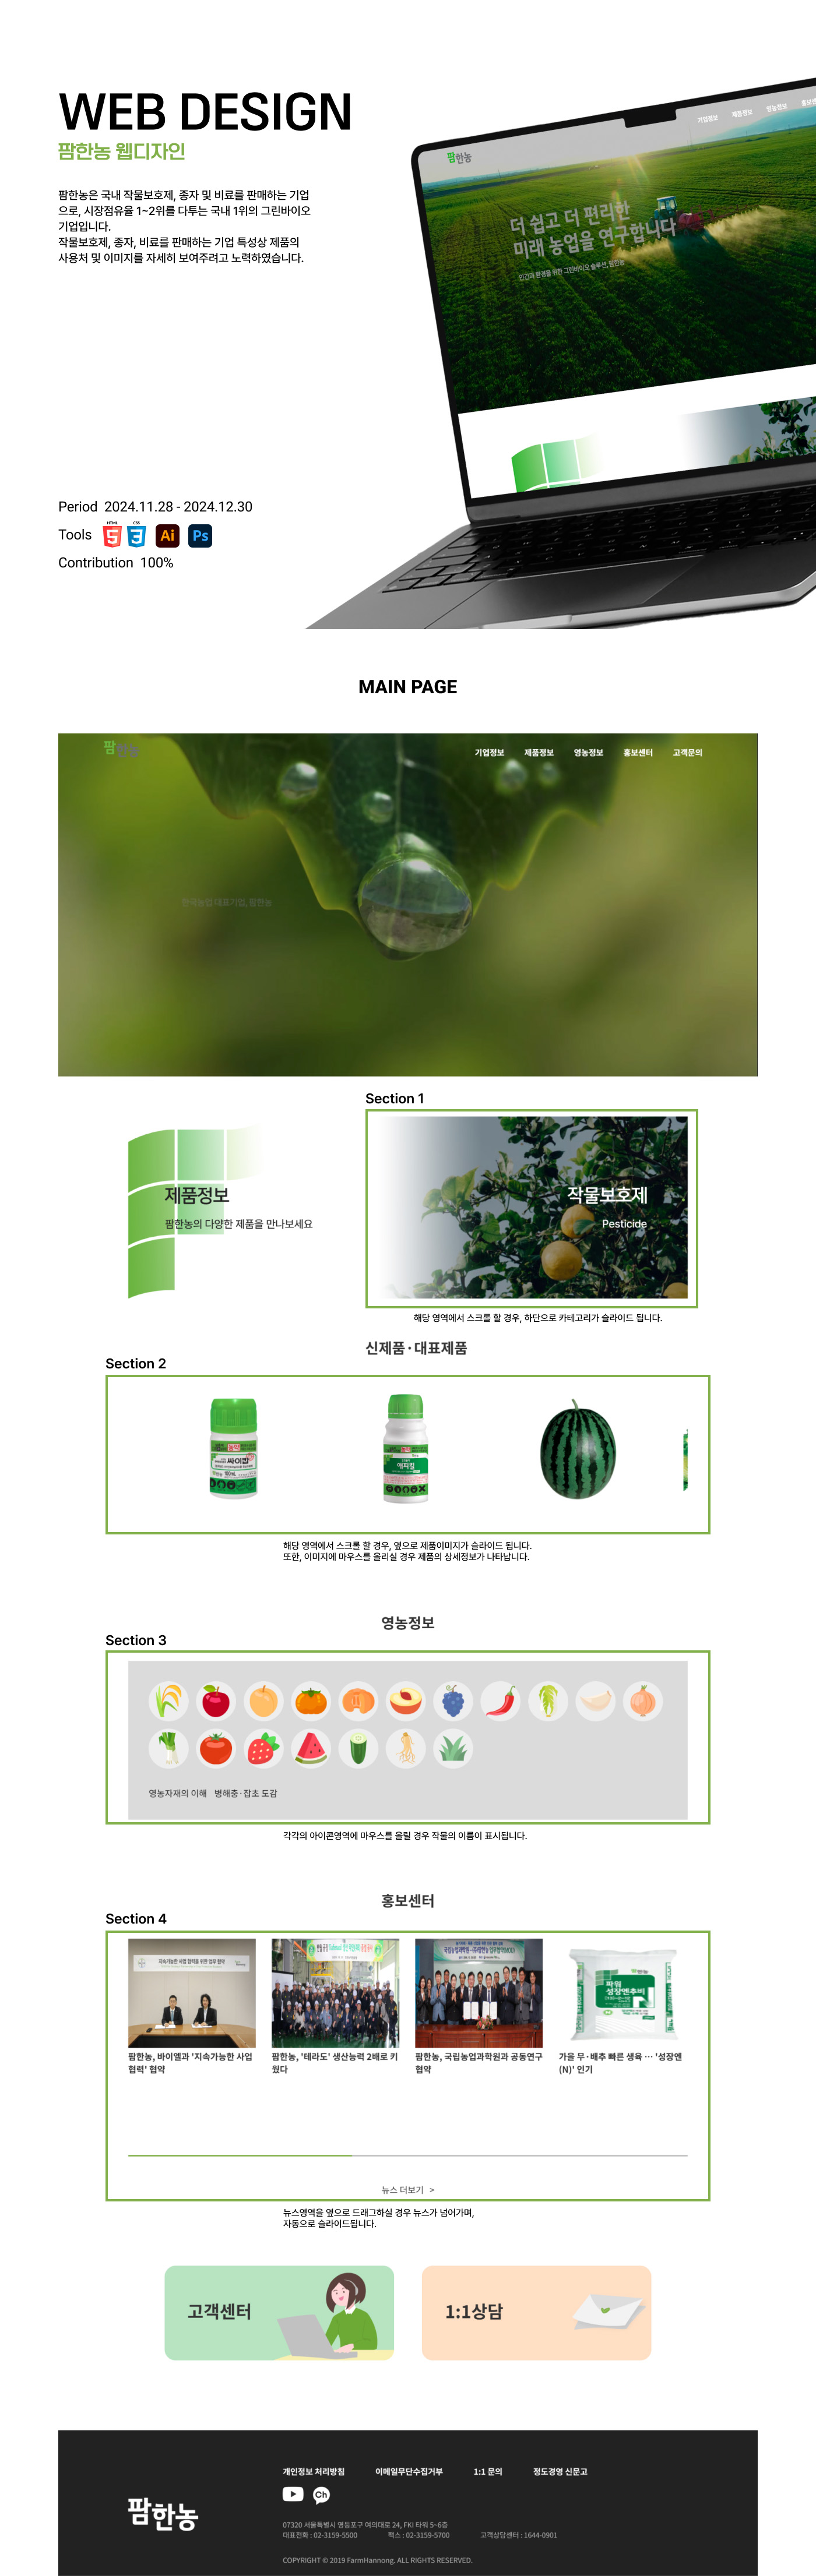 WEB DESIGN
팜한농 웹디자인
팜한농은 국내 작물보호제, 종자 및 비료를 판매하는 기업
으로, 시장점유율 1~2위를 다투는 국내 1위의 그린바이오
기업입니다.
작물보호제, 종자, 비료를 판매하는 기업 특성상 제품의
사용처 및 이미지를 자세히 보여주려고 노력하였습니다.
팜한농
기업정보 제품정보 영농정보
더 쉽고 더 편리한
미래 농업을 연구합니다
인간과 환경을 위한 그린바이오 솔루션, 팜한농
Period 2024.11.28 - 2024.12.30
Tools HTML 5 CSS 3 Ai Ps
Contribution 100%
MAIN PAGE
팜한농
기업정보 제품정보 영농정보 홍보센터 고객문의
한국농업 대표기업, 팜한농
Section 1
제품정보
팜한농의 다양한 제품을 만나보세요
작물보호제
Pesticide
해당 영역에서 스크롤 할 경우, 하단으로 카테고리가 슬라이드 됩니다.
신제품·대표제품
Section 2
싸이캅
에피킬
해당 영역에서 스크롤 할 경우, 옆으로 제품이미지가 슬라이드 됩니다.
또한, 이미지에 마우스를 올리실 경우 제품의 상세정보가 나타납니다.
영농정보
Section 3
영농자재의 이해 병해충·잡초 도감
각각의 아이콘영역에 마우스를 올릴 경우 작물의 이름이 표시됩니다.
홍보센터
Section 4
지속가능한 사업 협력을 위한 업무 협약
파워
성장엔추비
N
팜한농, 바이엘과 '지속가능한 사업
협력' 협약
팜한농, '테라도' 생산능력 2배로 키
웠다
팜한농, 국립농업과학원과 공동연구
협약
가을 무·배추 빠른 생육 … '성장엔
(N)' 인기
뉴스 더보기 >
뉴스영역을 옆으로 드래그하실 경우 뉴스가 넘어가며,
자동으로 슬라이드됩니다.
고객센터
1:1상담
팜한농
개인정보 처리방침 이메일무단수집거부 1:1 문의 정도경영 신문고
Ch
07320 서울특별시 영등포구 여의대로 24, FKI 타워 5~6층
대표전화 : 02-3159-5500 팩스 : 02-3159-5700 고객상담센터 : 1644-0901
COPYRIGHT © 2019 FarmHannong. ALL RIGHTS RESERVED.